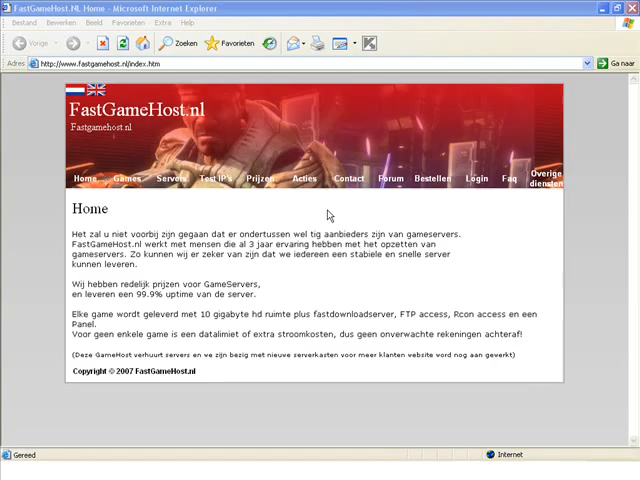 FastGameHost.NL Home - Microsoft Internet Explorer
Bestand Bewerken Beeld Favorieten Extra Help
Vorige Zoeken Favorieten
Adres http://www.fastgamehost.nl/index.htm Ga naar
FastGameHost.nl
Fastgamehost.nl
Home Games Servers Test IP's Prijzen Acties Contact Forum Bestellen Login Faq Overige diensten
Home
Het zal u niet voorbij zijn gegaan dat er ondertussen wel tig aanbieders zijn van gameservers.
FastGameHost.nl werkt met mensen die al 3 jaar ervaring hebben met het opzetten van
gameservers. Zo kunnen wij er zeker van zijn dat we iedereen een stabiele en snelle server
kunnen leveren.
Wij hebben redelijk prijzen voor GameServers,
en leveren een 99.9% uptime van de server.
Elke game wordt geleverd met 10 gigabyte hd ruimte plus fastdownloadserver, FTP access, Rcon access en een
Panel.
Voor geen enkele game is een datalimiet of extra stroomkosten, dus geen onverwachte rekeningen achteraf!
(Deze GameHost verhuurt servers en we zijn bezig met nieuwe serverkasten voor meer klanten website word nog aan gewerkt)
Copyright © 2007 FastGameHost.nl
Gereed Internet